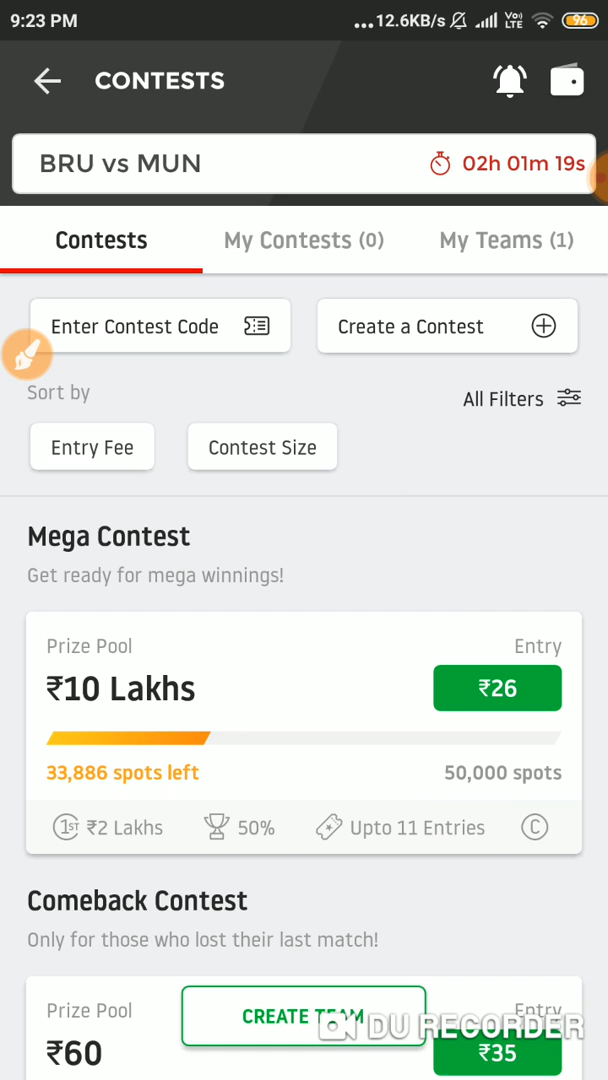 9:23 PM
...12.6KB/s
Vo))
LTE
96
CONTESTS
BRU vs MUN
02h 01m 19s
Contests
My Contests (0)
My Teams (1)
Enter Contest Code
Create a Contest
Sort by
All Filters
Entry Fee
Contest Size
Mega Contest
Get ready for mega winnings!
Prize Pool
Entry
₹10 Lakhs
₹26
33,886 spots left
50,000 spots
1ST ₹2 Lakhs
50%
Upto 11 Entries
C
Comeback Contest
Only for those who lost their last match!
Prize Pool
Entry
CREATE TEAM
DU RECORDER
₹60
₹35